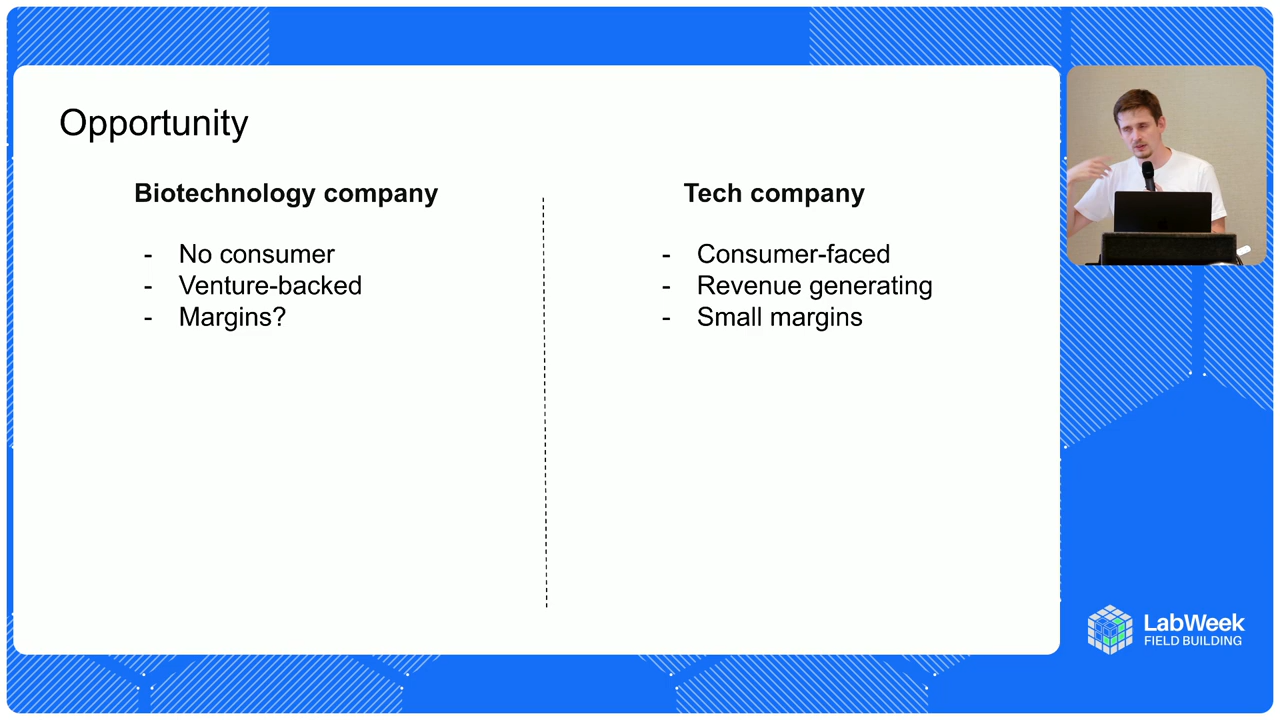 Opportunity
Biotechnology company
- No consumer
- Venture-backed
- Margins?
Tech company
- Consumer-faced
- Revenue generating
- Small margins
LabWeek
FIELD BUILDING